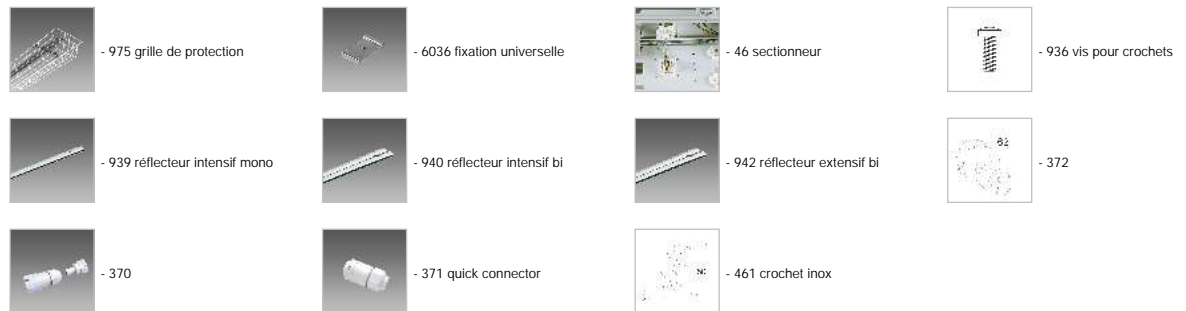 - 975 grille de protection
- 6036 fixation universelle
- 46 sectionneur
- 936 vis pour crochets
- 939 réflecteur intensif mono
- 940 réflecteur intensif bi
- 942 réflecteur extensif bi
- 372
- 370
- 371 quick connector
- 461 crochet inox